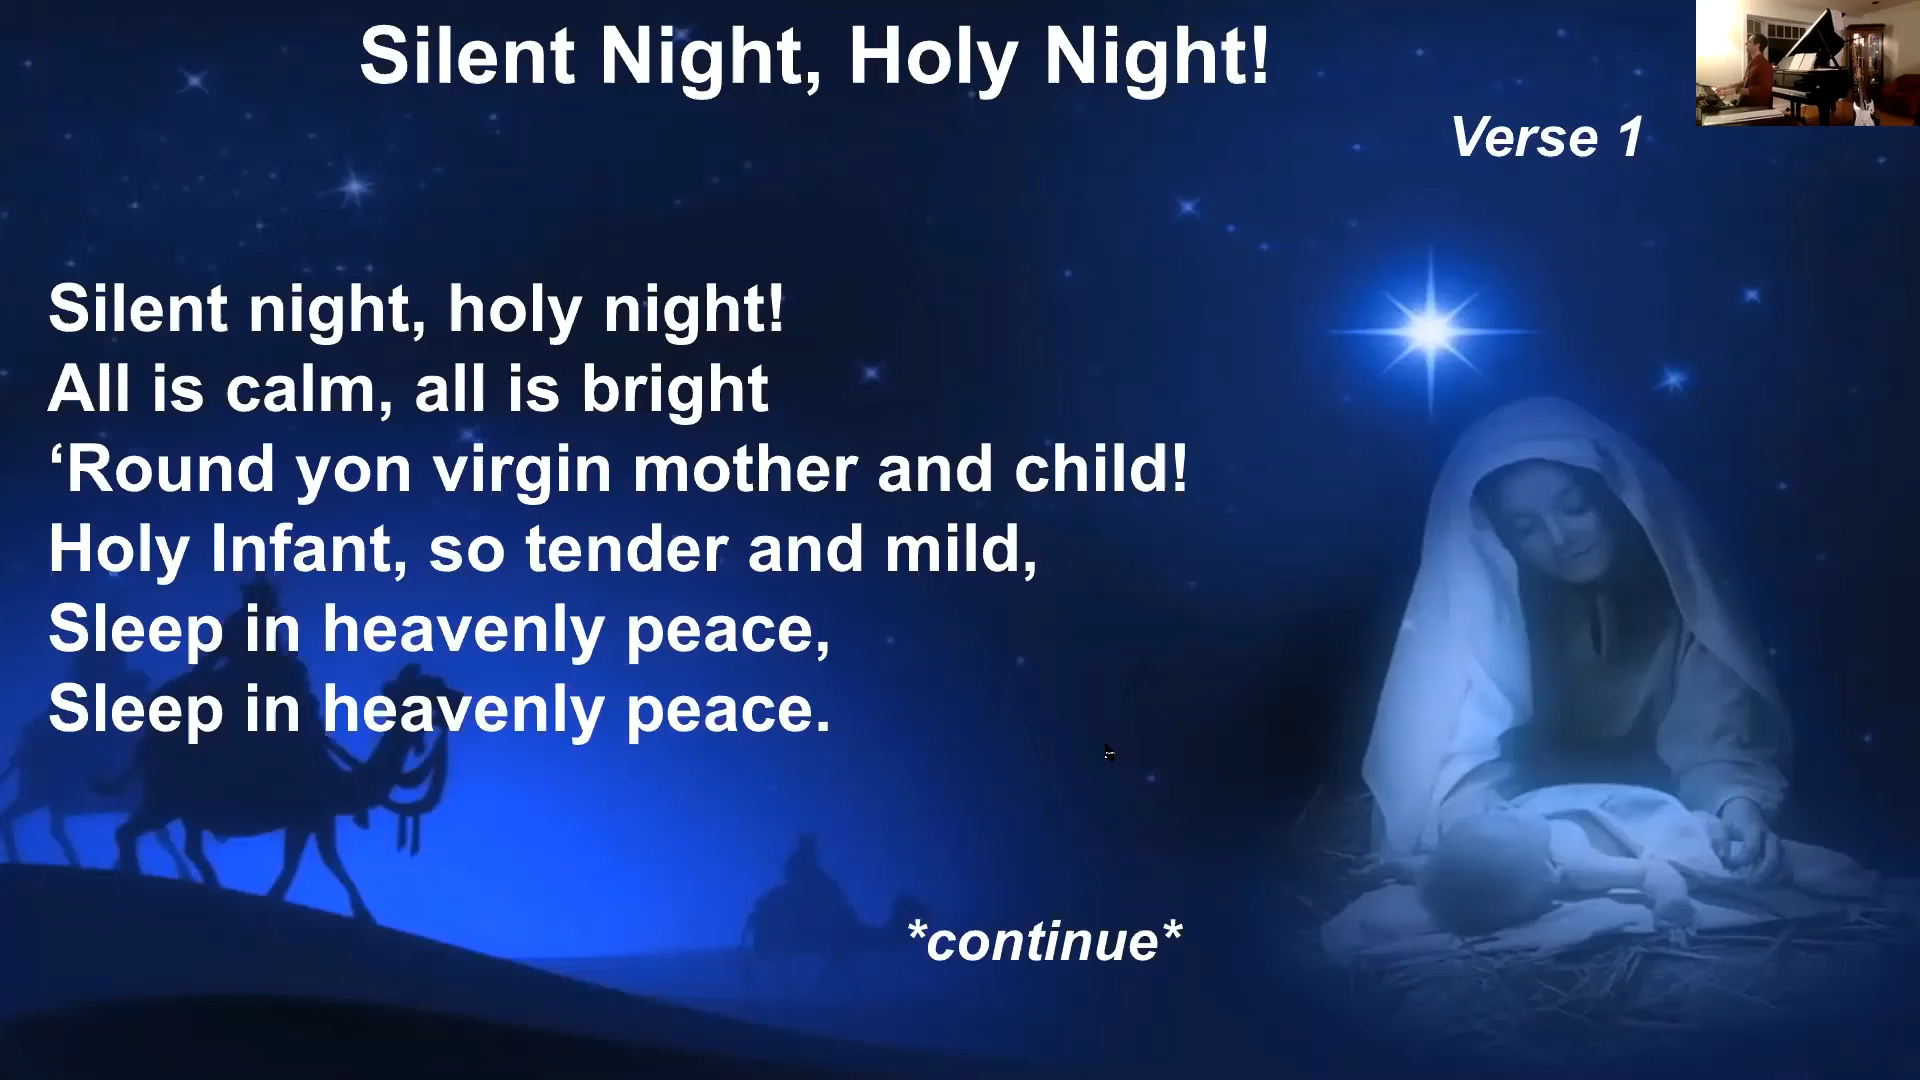 Silent Night, Holy Night!
Verse 1
Silent night, holy night!
All is calm, all is bright
‘Round yon virgin mother and child!
Holy Infant, so tender and mild,
Sleep in heavenly peace,
Sleep in heavenly peace.
*continue*